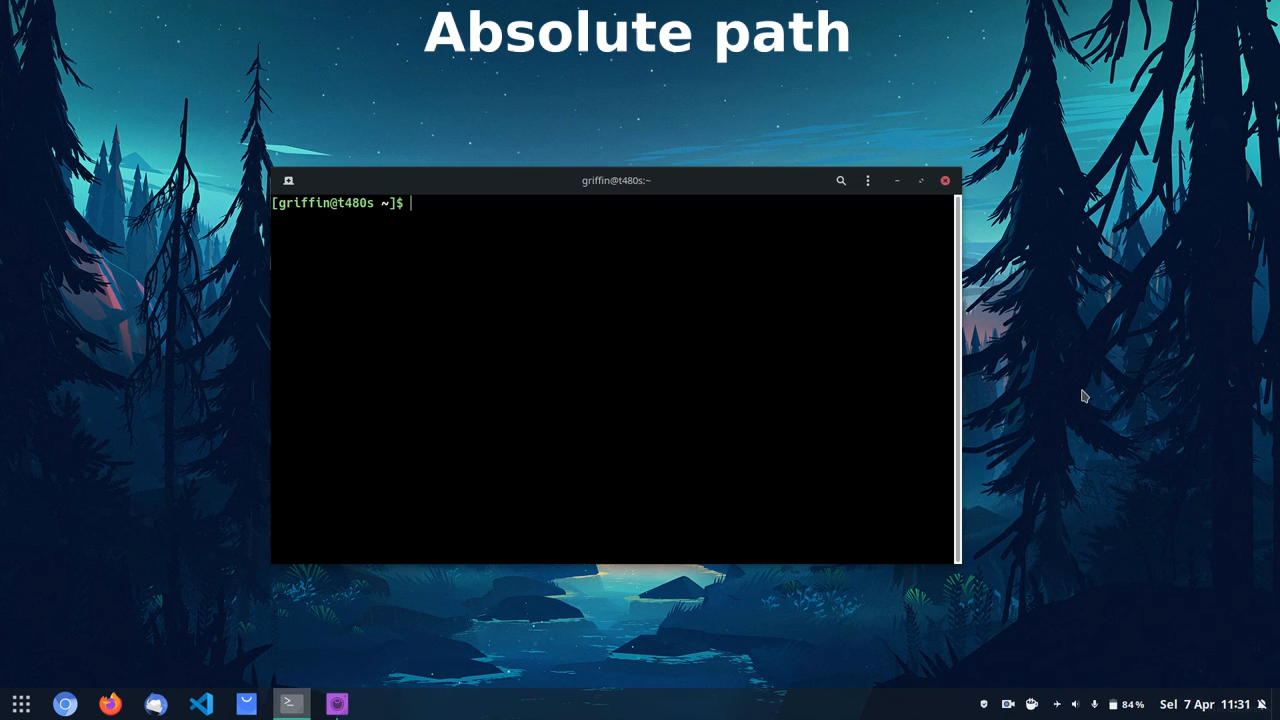 Absolute path
griffin@t480s:~
[griffin@t480s ~]$
84 %
Sel 7 Apr 11:31